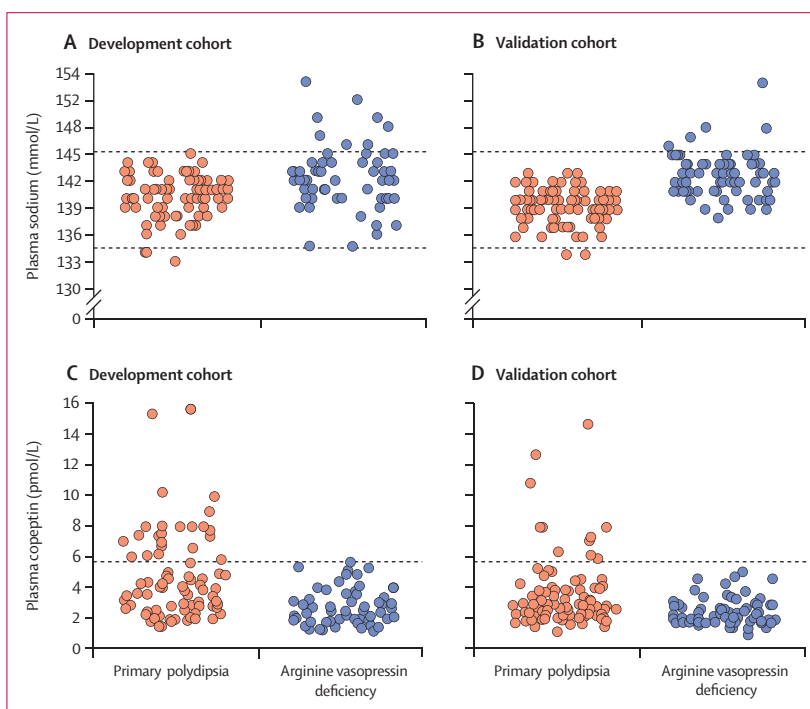 A Development cohort
B Validation cohort
Plasma sodium (mmol/L)
154
152
148
145
142
139
136
133
130
0
C Development cohort
D Validation cohort
Plasma copeptin (pmol/L)
16
14
12
10
8
6
4
2
0
Primary polydipsia
Arginine vasopressin
deficiency
Primary polydipsia
Arginine vasopressin
deficiency